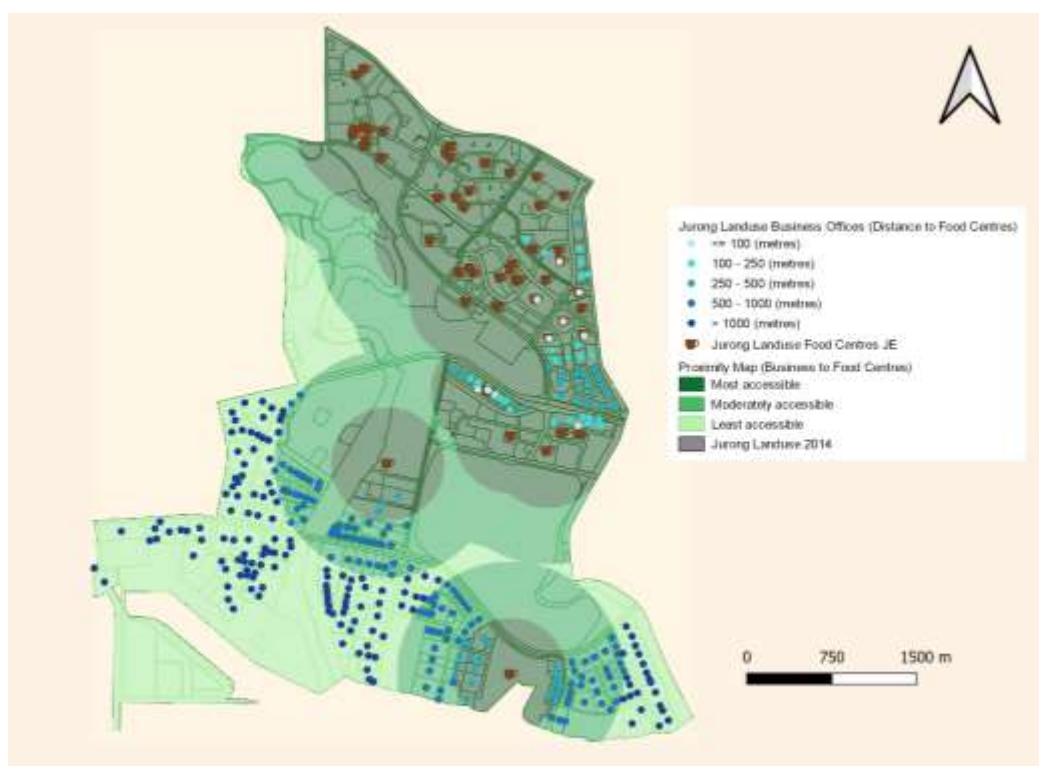 Jurong Landuse Business Offices (Distance to Food Centres)
<= 100 (metres)
100 - 250 (metres)
250 - 500 (metres)
500 - 1000 (metres)
> 1000 (metres)
Jurong Landuse Food Centres JE
Proximity Map (Business to Food Centres)
Most accessible
Moderately accessible
Least accessible
Jurong Landuse 2014
0 750 1500 m